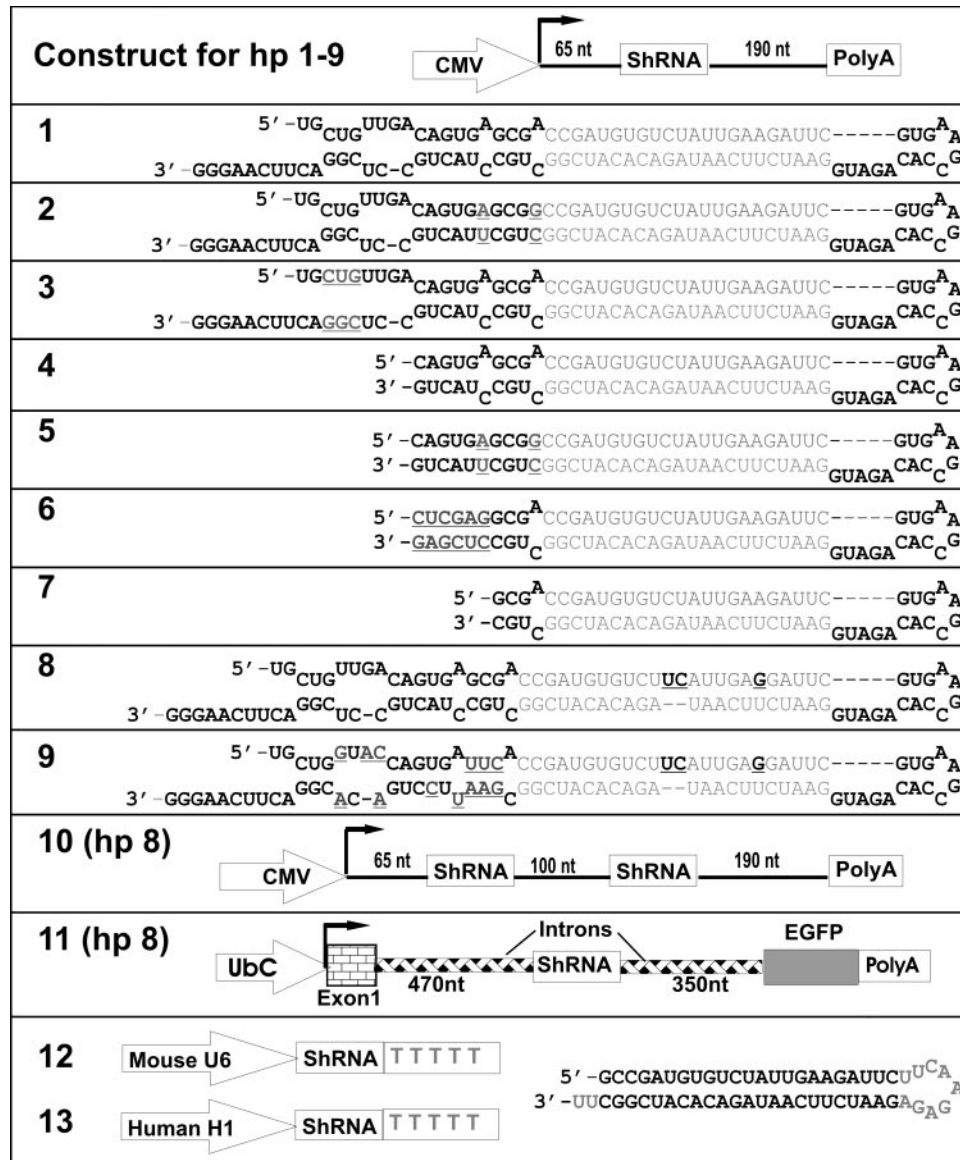 Construct for hp 1-9
CMV
65 nt
ShRNA
190 nt
PolyA
1
5′-UGCUGUUGACAGUGAGCGACCGAUGUGUCUAUUGAAGAUUC-----GUGAA
3′-GGGAACUUCAGGCUC-CGUCAUCCGUCGGCUACACAGAUAACUUCUAAGGUAGACACCG
2
5′-UGCUGUUGACAGUGAGCGGCCGAUGUGUCUAUUGAAGAUUC-----GUGAA
3′-GGGAACUUCAGGCUC-CGUCAUUCGUCGGCUACACAGAUAACUUCUAAGGUAGACACCG
3
5′-UGCUGUUGACAGUGAGCGACCGAUGUGUCUAUUGAAGAUUC-----GUGAA
3′-GGGAACUUCAGGCUC-CGUCAUCCGUCGGCUACACAGAUAACUUCUAAGGUAGACACCG
4
5′-CAGUGAGCGACCGAUGUGUCUAUUGAAGAUUC-----GUGAA
3′-GUCAUCCGUCGGCUACACAGAUAACUUCUAAGGUAGACACCG
5
5′-CAGUGAGCGGCCGAUGUGUCUAUUGAAGAUUC-----GUGAA
3′-GUCAUUCGUCGGCUACACAGAUAACUUCUAAGGUAGACACCG
6
5′-CUCGAGGCGACCGAUGUGUCUAUUGAAGAUUC-----GUGAA
3′-GAGCUCCGUCGGCUACACAGAUAACUUCUAAGGUAGACACCG
7
5′-GCGACCGAUGUGUCUAUUGAAGAUUC-----GUGAA
3′-CGUCGGCUACACAGAUAACUUCUAAGGUAGACACCG
8
5′-UGCUGUUGACAGUGAGCGACCGAUGUGUCUUCAUUGAGGAUUC-----GUGAA
3′-GGGAACUUCAGGCUC-CGUCAUCCGUCGGCUACACAGA--UAACUUCUAAGGUAGACACCG
9
5′-UGCUGGUACCAGUGAUUCACCGAUGUGUCUUCAUUGAGGAUUC-----GUGAA
3′-GGGAACUUCAGGCAC-AGUCCUUAAGCGGCUACACAGA--UAACUUCUAAGGUAGACACCG
10 (hp 8)
CMV
65 nt
ShRNA
100 nt
ShRNA
190 nt
PolyA
11 (hp 8)
Introns
EGFP
UbC
Exon1
470nt
ShRNA
350nt
PolyA
12
Mouse U6
ShRNA
TTTTT
5′-GCCGAUGUGUCUAUUGAAGAUUCUUCAA
3′-UUCGGCUACACAGAUAACUUCUAAGAGAG
13
Human H1
ShRNA
TTTTT